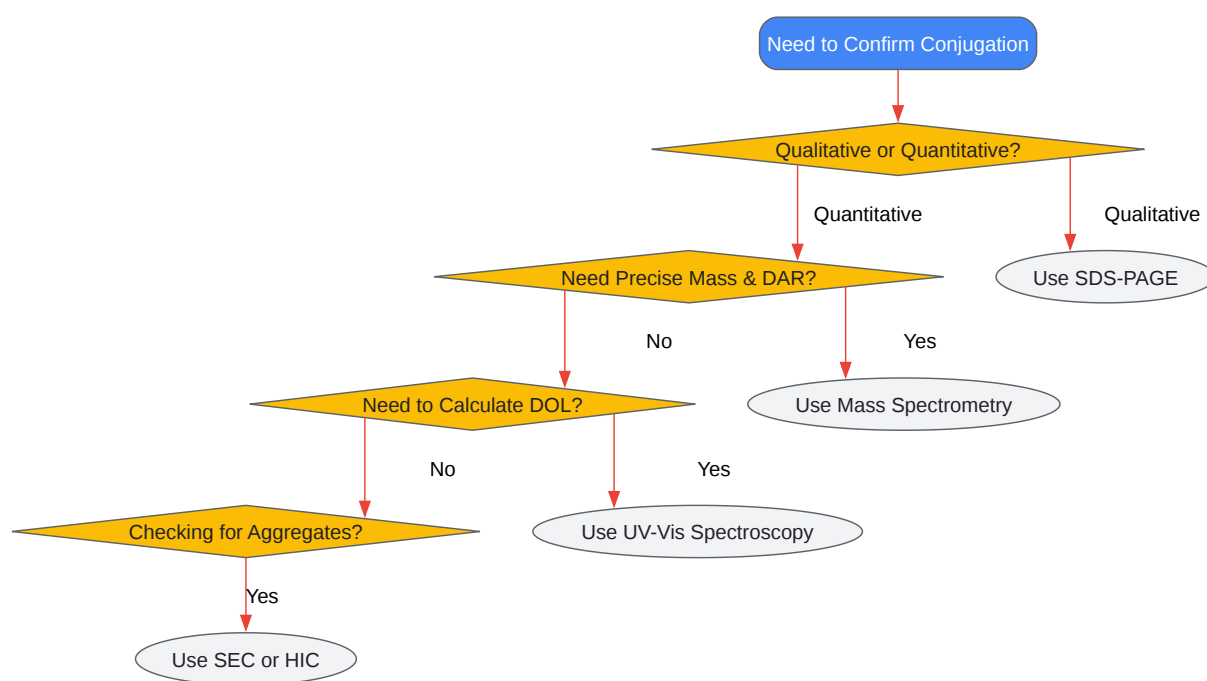 Need to Confirm Conjugation
Qualitative or Quantitative?
Quantitative
Qualitative
Need Precise Mass & DAR?
Use SDS-PAGE
No
Yes
Need to Calculate DOL?
Use Mass Spectrometry
No
Yes
Checking for Aggregates?
Use UV-Vis Spectroscopy
Yes
Use SEC or HIC